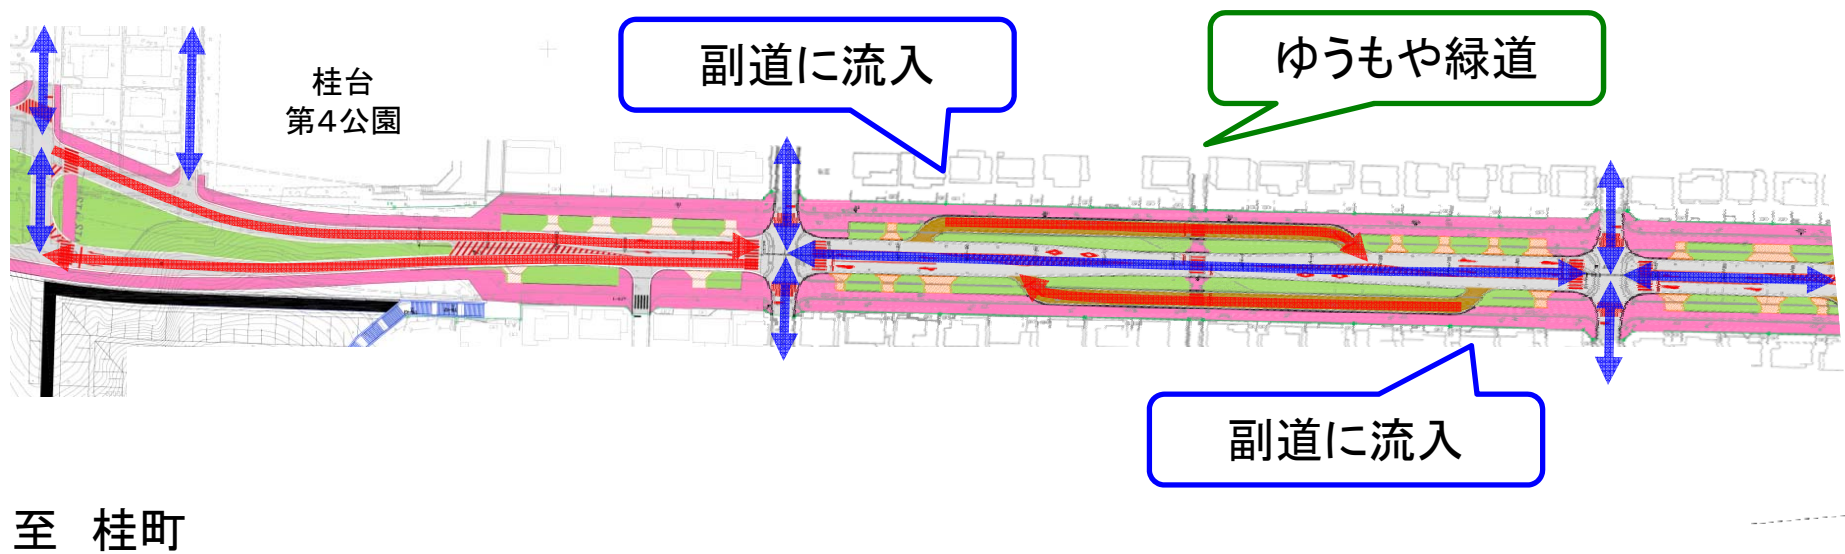 副道に流入
ゆうもや緑道
桂台
第4公園
副道に流入
至 桂町